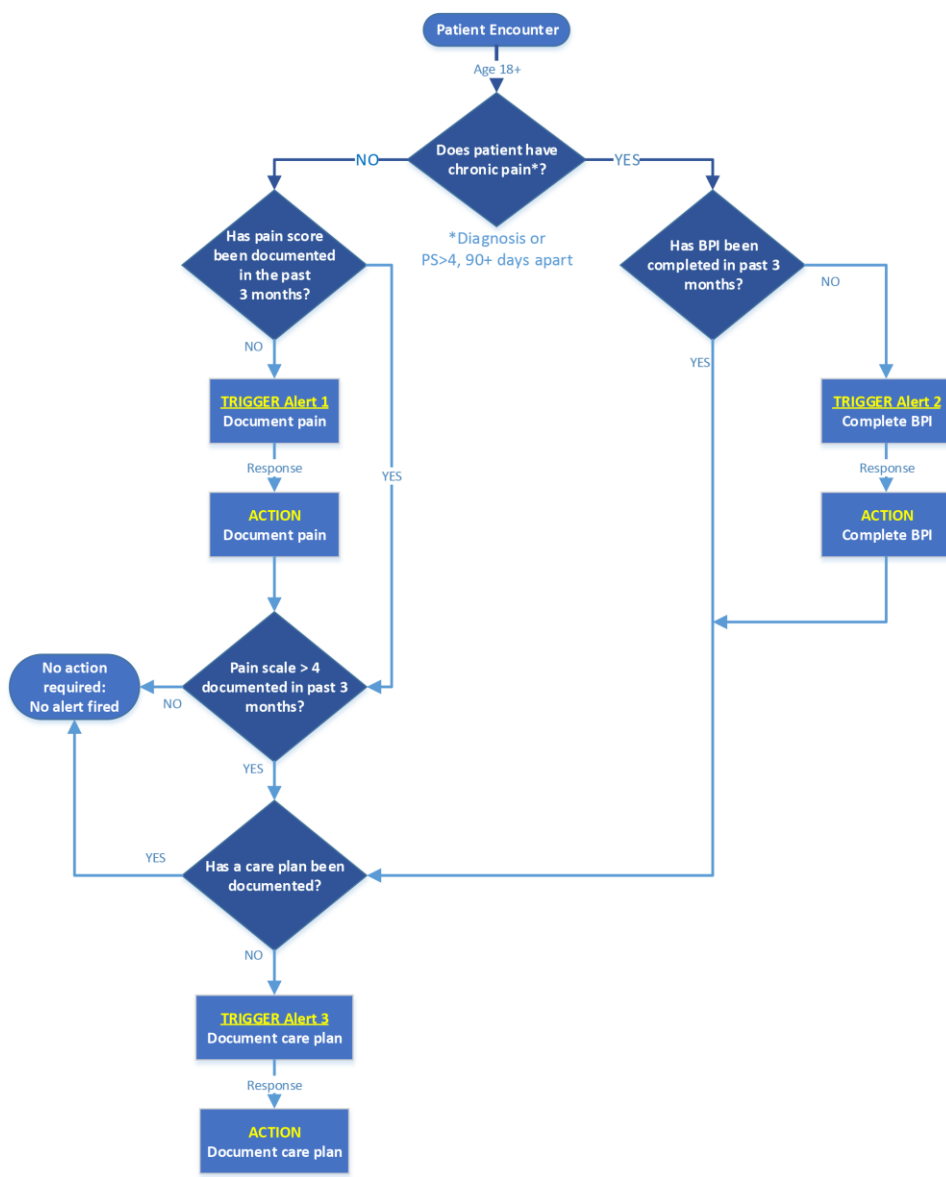 Patient Encounter
Age 18+
Does patient have
chronic pain*?
NO
YES
*Diagnosis or
PS>4, 90+ days apart
Has pain score
been documented
in the past
3 months?
Has BPI been
completed in past 3
months?
NO
NO
YES
TRIGGER Alert 1
Document pain
TRIGGER Alert 2
Complete BPI
Response
YES
Response
ACTION
Document pain
ACTION
Complete BPI
Pain scale > 4
documented in past 3
months?
No action
required:
No alert fired
NO
YES
Has a care plan been
documented?
YES
NO
TRIGGER Alert 3
Document care plan
Response
ACTION
Document care plan